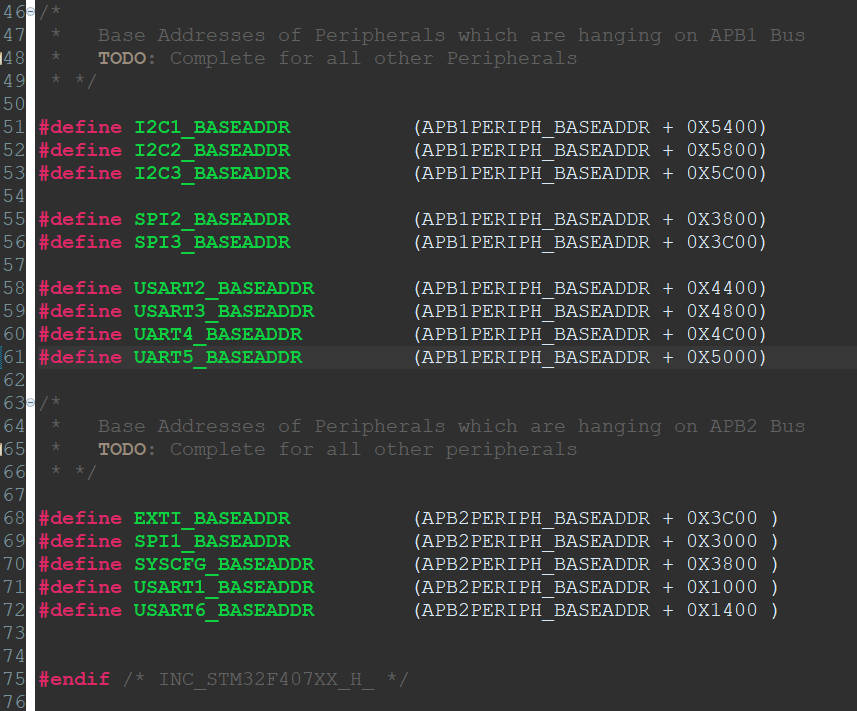 46 /*
47  *   Base Addresses of Peripherals which are hanging on APB1 Bus
48  *   TODO: Complete for all other Peripherals
49  * */
50
51 #define I2C1_BASEADDR          (APB1PERIPH_BASEADDR + 0X5400)
52 #define I2C2_BASEADDR          (APB1PERIPH_BASEADDR + 0X5800)
53 #define I2C3_BASEADDR          (APB1PERIPH_BASEADDR + 0X5C00)
54
55 #define SPI2_BASEADDR          (APB1PERIPH_BASEADDR + 0X3800)
56 #define SPI3_BASEADDR          (APB1PERIPH_BASEADDR + 0X3C00)
57
58 #define USART2_BASEADDR        (APB1PERIPH_BASEADDR + 0X4400)
59 #define USART3_BASEADDR        (APB1PERIPH_BASEADDR + 0X4800)
60 #define UART4_BASEADDR         (APB1PERIPH_BASEADDR + 0X4C00)
61 #define UART5_BASEADDR         (APB1PERIPH_BASEADDR + 0X5000)
62
63 /*
64  *   Base Addresses of Peripherals which are hanging on APB2 Bus
65  *   TODO: Complete for all other peripherals
66  * */
67
68 #define EXTI_BASEADDR          (APB2PERIPH_BASEADDR + 0X3C00 )
69 #define SPI1_BASEADDR          (APB2PERIPH_BASEADDR + 0X3000 )
70 #define SYSCFG_BASEADDR        (APB2PERIPH_BASEADDR + 0X3800 )
71 #define USART1_BASEADDR        (APB2PERIPH_BASEADDR + 0X1000 )
72 #define USART6_BASEADDR        (APB2PERIPH_BASEADDR + 0X1400 )
73
74
75 #endif /* INC_STM32F407XX_H_ */
76